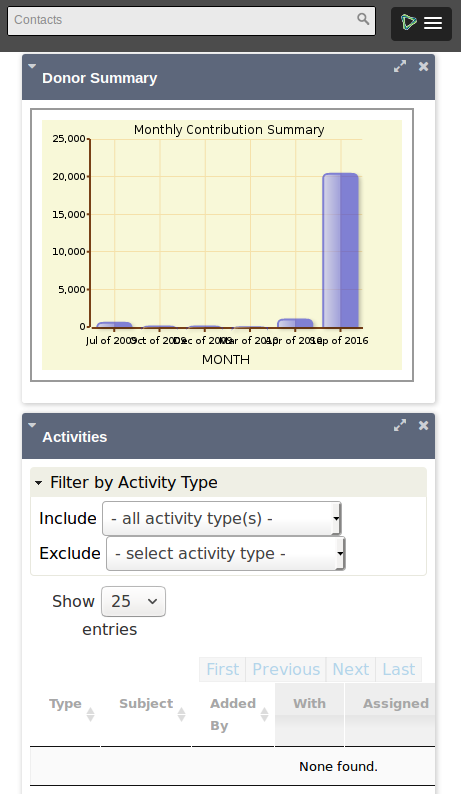 Contacts
Donor Summary
Monthly Contribution Summary
25,000
20,000
15,000
10,000
5,000
0
Jul of 2009 Oct of 2009 Dec of 2009 Mar of 2010 Apr of 2010 Sep of 2016
MONTH
Activities
Filter by Activity Type
Include - all activity type(s) -
Exclude - select activity type -
Show 25
entries
First Previous Next Last
Type Subject Added By With Assigned
None found.